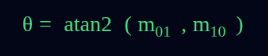 θ = atan2 ( m₀₁ , m₁₀ )